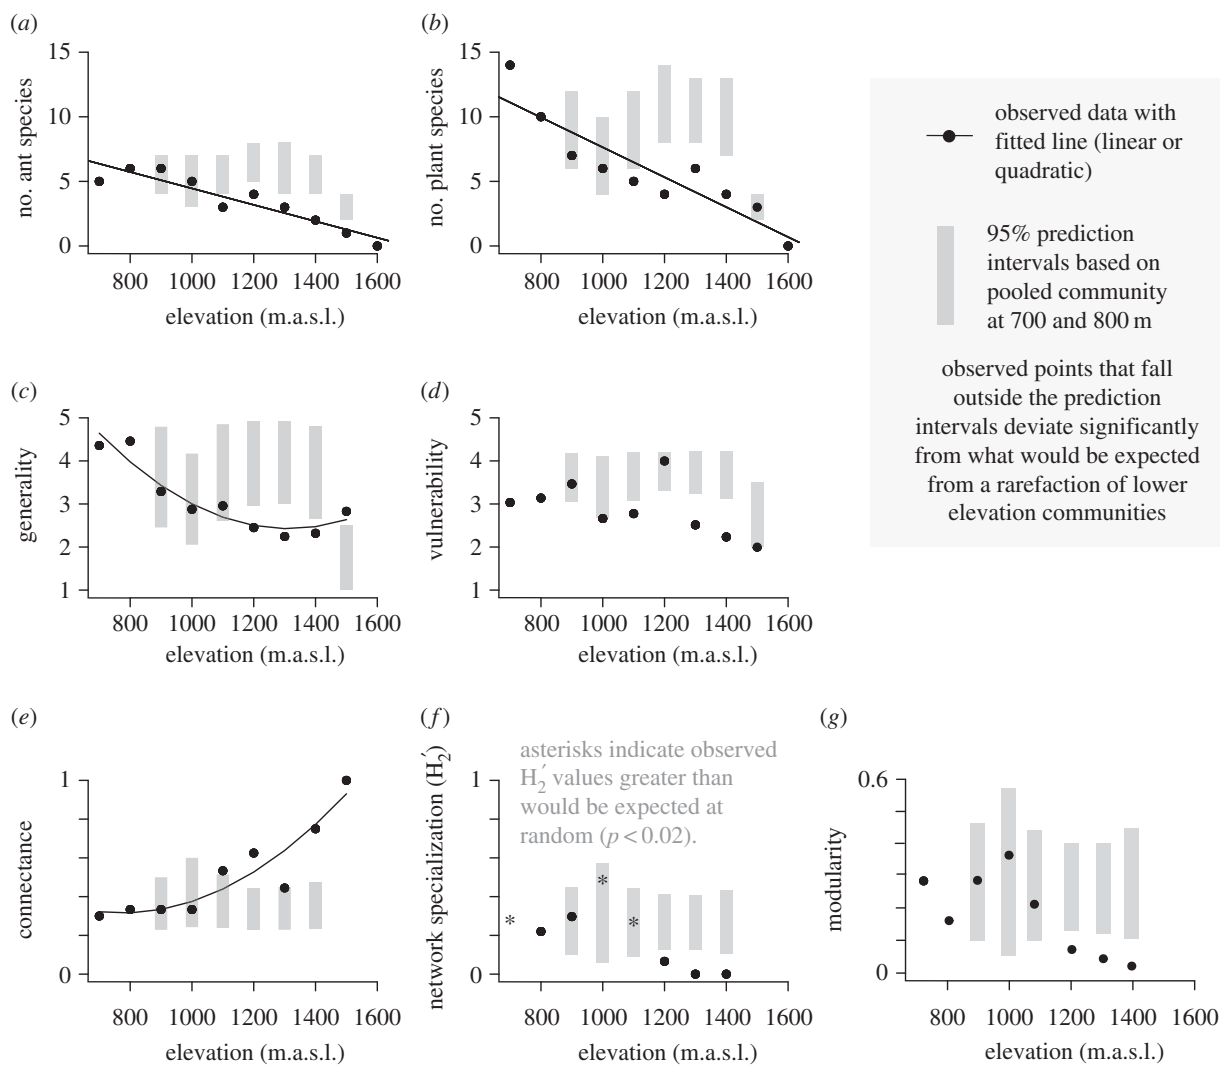 (a)
15
10
5
0
no. ant species
800 1000 1200 1400 1600
elevation (m.a.s.l.)
(b)
15
10
5
0
no. plant species
800 1000 1200 1400 1600
elevation (m.a.s.l.)
observed data with
fitted line (linear or
quadratic)
95% prediction
intervals based on
pooled community
at 700 and 800 m
observed points that fall
outside the prediction
intervals deviate significantly
from what would be expected
from a rarefaction of lower
elevation communities
(c)
5
4
3
2
1
generality
800 1000 1200 1400 1600
elevation (m.a.s.l.)
(d)
5
4
3
2
1
vulnerability
800 1000 1200 1400 1600
elevation (m.a.s.l.)
(e)
1
0
connectance
800 1000 1200 1400 1600
elevation (m.a.s.l.)
(f)
asterisks indicate observed
H₂′ values greater than
would be expected at
random (p < 0.02).
1
0
network specialization (H₂′)
* * *
800 1000 1200 1400 1600
elevation (m.a.s.l.)
(g)
0.6
0
modularity
800 1000 1200 1400 1600
elevation (m.a.s.l.)